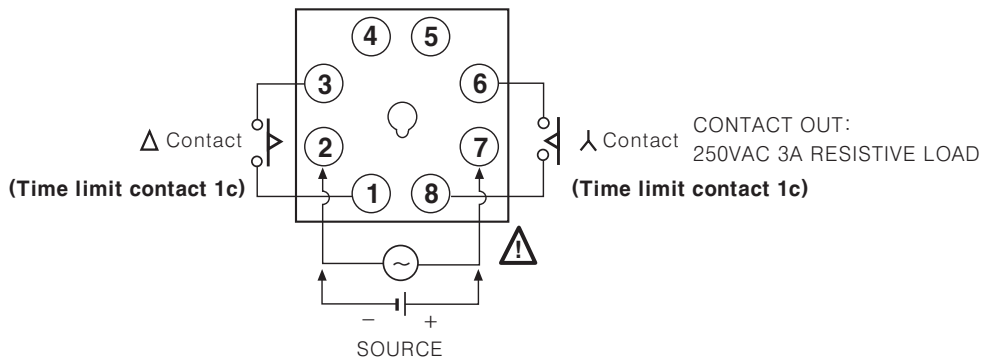 4 5
3 6
Δ Contact
2 7
⅄ Contact
CONTACT OUT:
250VAC 3A RESISTIVE LOAD
(Time limit contact 1c)
1 8
(Time limit contact 1c)
!
~
− +
SOURCE